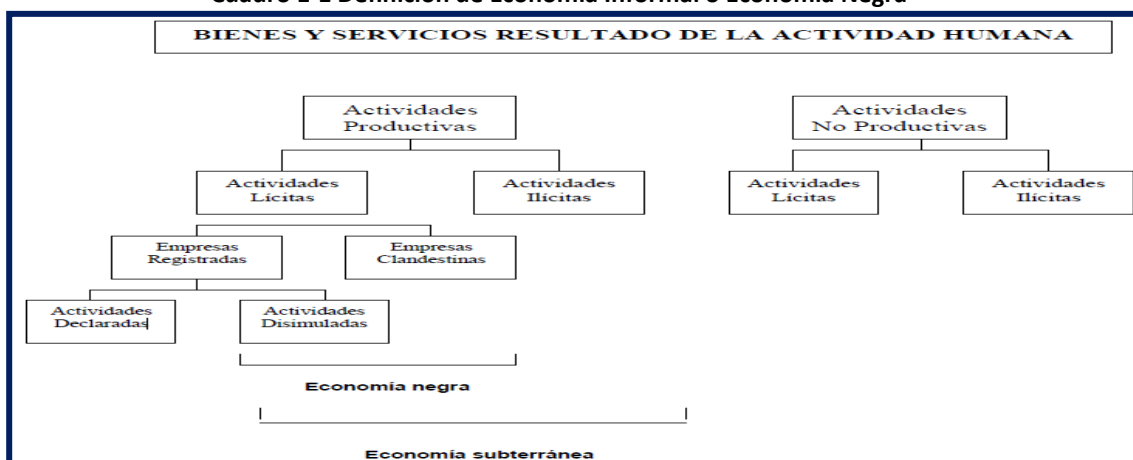 Cuadro 1-1 Definición de Economía Informal o Economía Negra
BIENES Y SERVICIOS RESULTADO DE LA ACTIVIDAD HUMANA
Actividades
Productivas
Actividades
No Productivas
Actividades
Lícitas
Actividades
Ilícitas
Actividades
Lícitas
Actividades
Ilícitas
Empresas
Registradas
Empresas
Clandestinas
Actividades
Declaradas
Actividades
Disimuladas
Economía negra
Economía subterránea